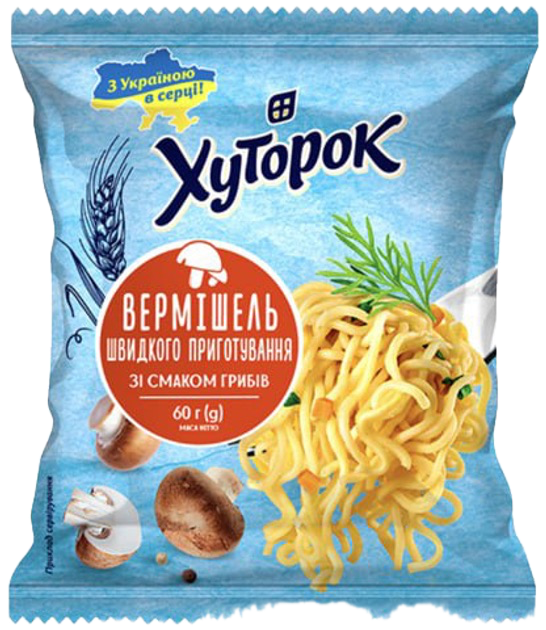 З Україною
в серці!
Хуторок
ВЕРМІШЕЛЬ
ШВИДКОГО ПРИГОТУВАННЯ
ЗІ СМАКОМ ГРИБІВ
60 г (g)
МАСА НЕТТО
Приклад сервірування